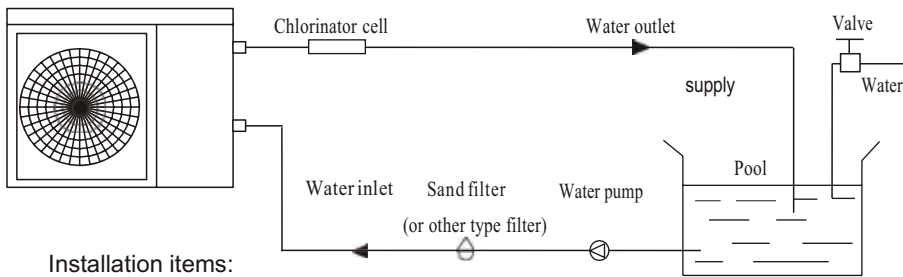 Chlorinator cell
Water outlet
Valve
supply
Water
Pool
Water inlet
Sand filter
Water pump
(or other type filter)
Installation items: